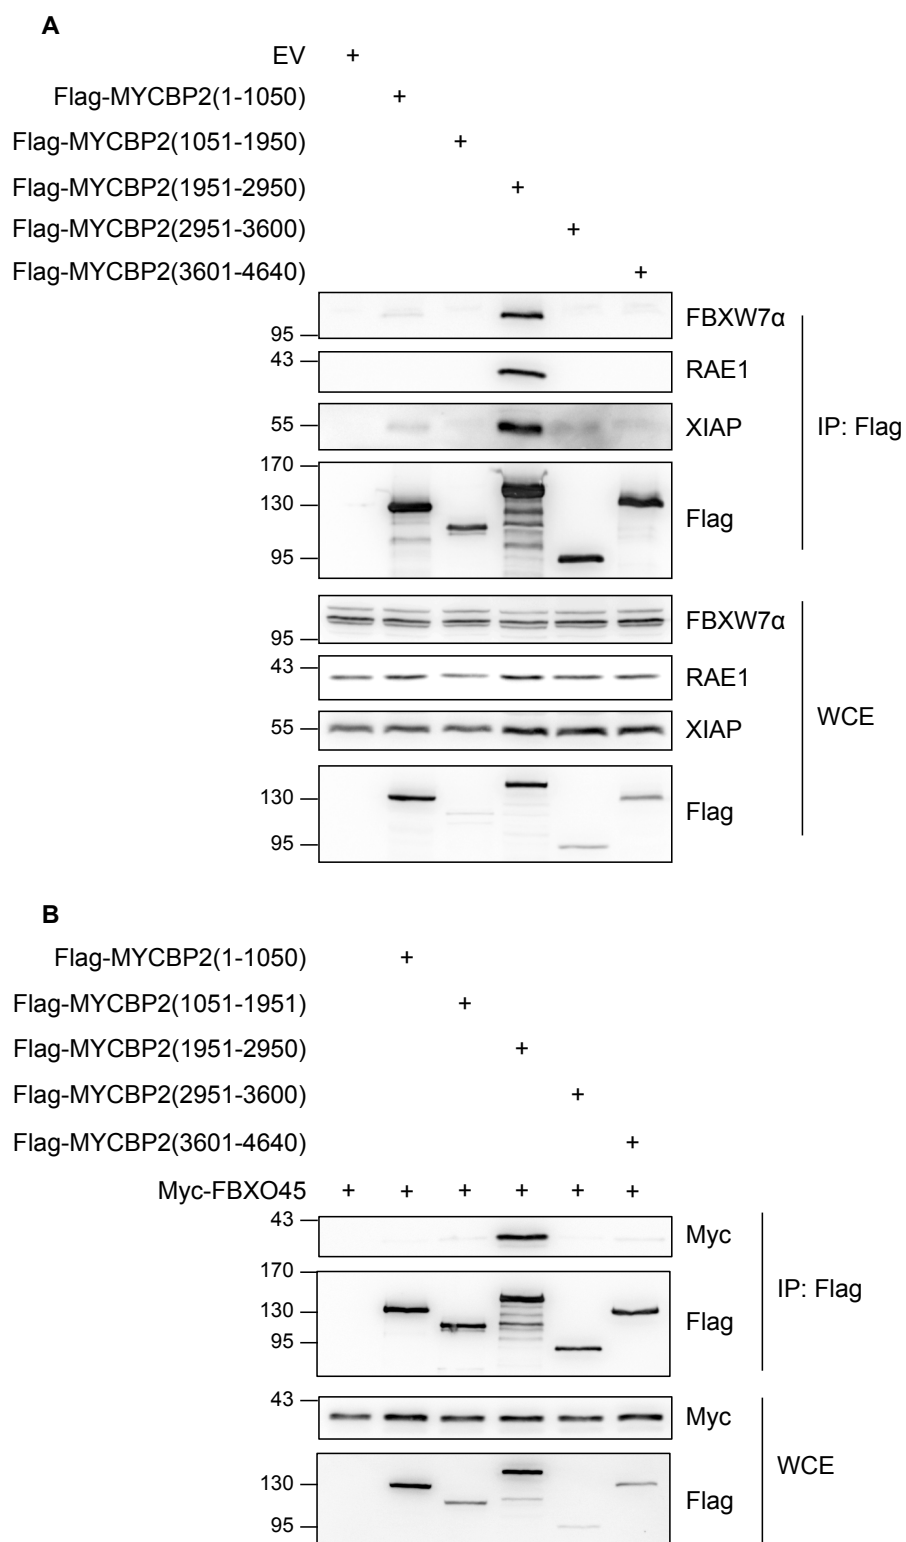 A
EV +
Flag-MYCBP2(1-1050) +
Flag-MYCBP2(1051-1950) +
Flag-MYCBP2(1951-2950) +
Flag-MYCBP2(2951-3600) +
Flag-MYCBP2(3601-4640) +
95 FBXW7α
43 RAE1
55 XIAP
IP: Flag
170
130
95
Flag
95 FBXW7α
43 RAE1
55 XIAP
WCE
130
95
Flag
B
Flag-MYCBP2(1-1050) +
Flag-MYCBP2(1051-1951) +
Flag-MYCBP2(1951-2950) +
Flag-MYCBP2(2951-3600) +
Flag-MYCBP2(3601-4640) +
Myc-FBXO45 + + + + + +
43 Myc
IP: Flag
170
130
95
Flag
43 Myc
WCE
130
95
Flag